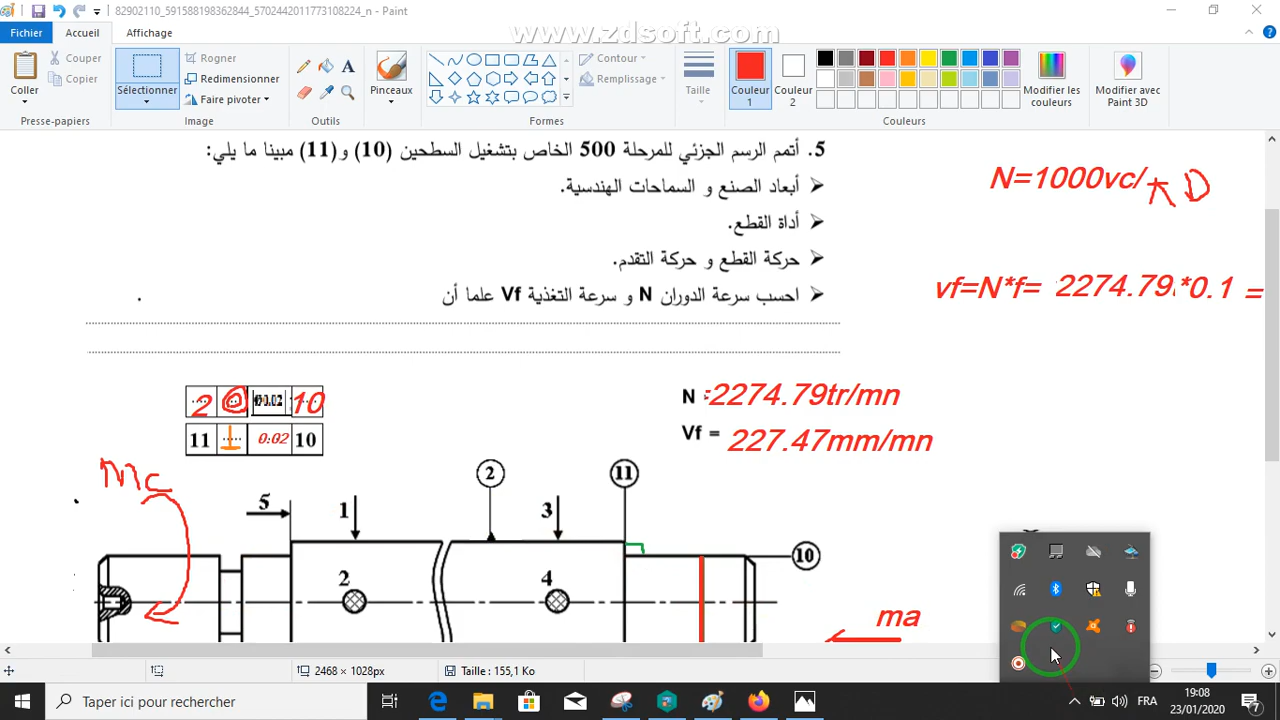 82902110_591588198362844_5702442011773108224_n - Paint
www.zdsoft.com
Fichier Accueil Affichage
Coller
Couper
Copier
Presse-papiers
Sélectionner
Rogner
Redimensionner
Faire pivoter
Image
Outils
Pinceaux
Formes
Contour
Remplissage
Taille
Couleur 1
Couleur 2
Modifier les couleurs
Couleurs
Modifier avec Paint 3D
5. أتمم الرسم الجزئي للمرحلة 500 الخاص بتشغيل السطحين (10) و(11) مبينا ما يلي:
أبعاد الصنع و السماحات الهندسية.
أداة القطع.
حركة القطع و حركة التقدم.
احسب سرعة الدوران N و سرعة التغذية Vf علما أن .
N=1000vc/π D
vf=N*f= 2274.79*0.1 =
2 ◎ Ø0.02 10
11 ⊥ 0:02 10
N =2274.79tr/mn
Vf = 227.47mm/mn
Mc
5
1
2
3
11
10
2
4
ma
2468 × 1028px
Taille : 155,1 Ko
Taper ici pour rechercher
FRA
19:08
23/01/2020
7